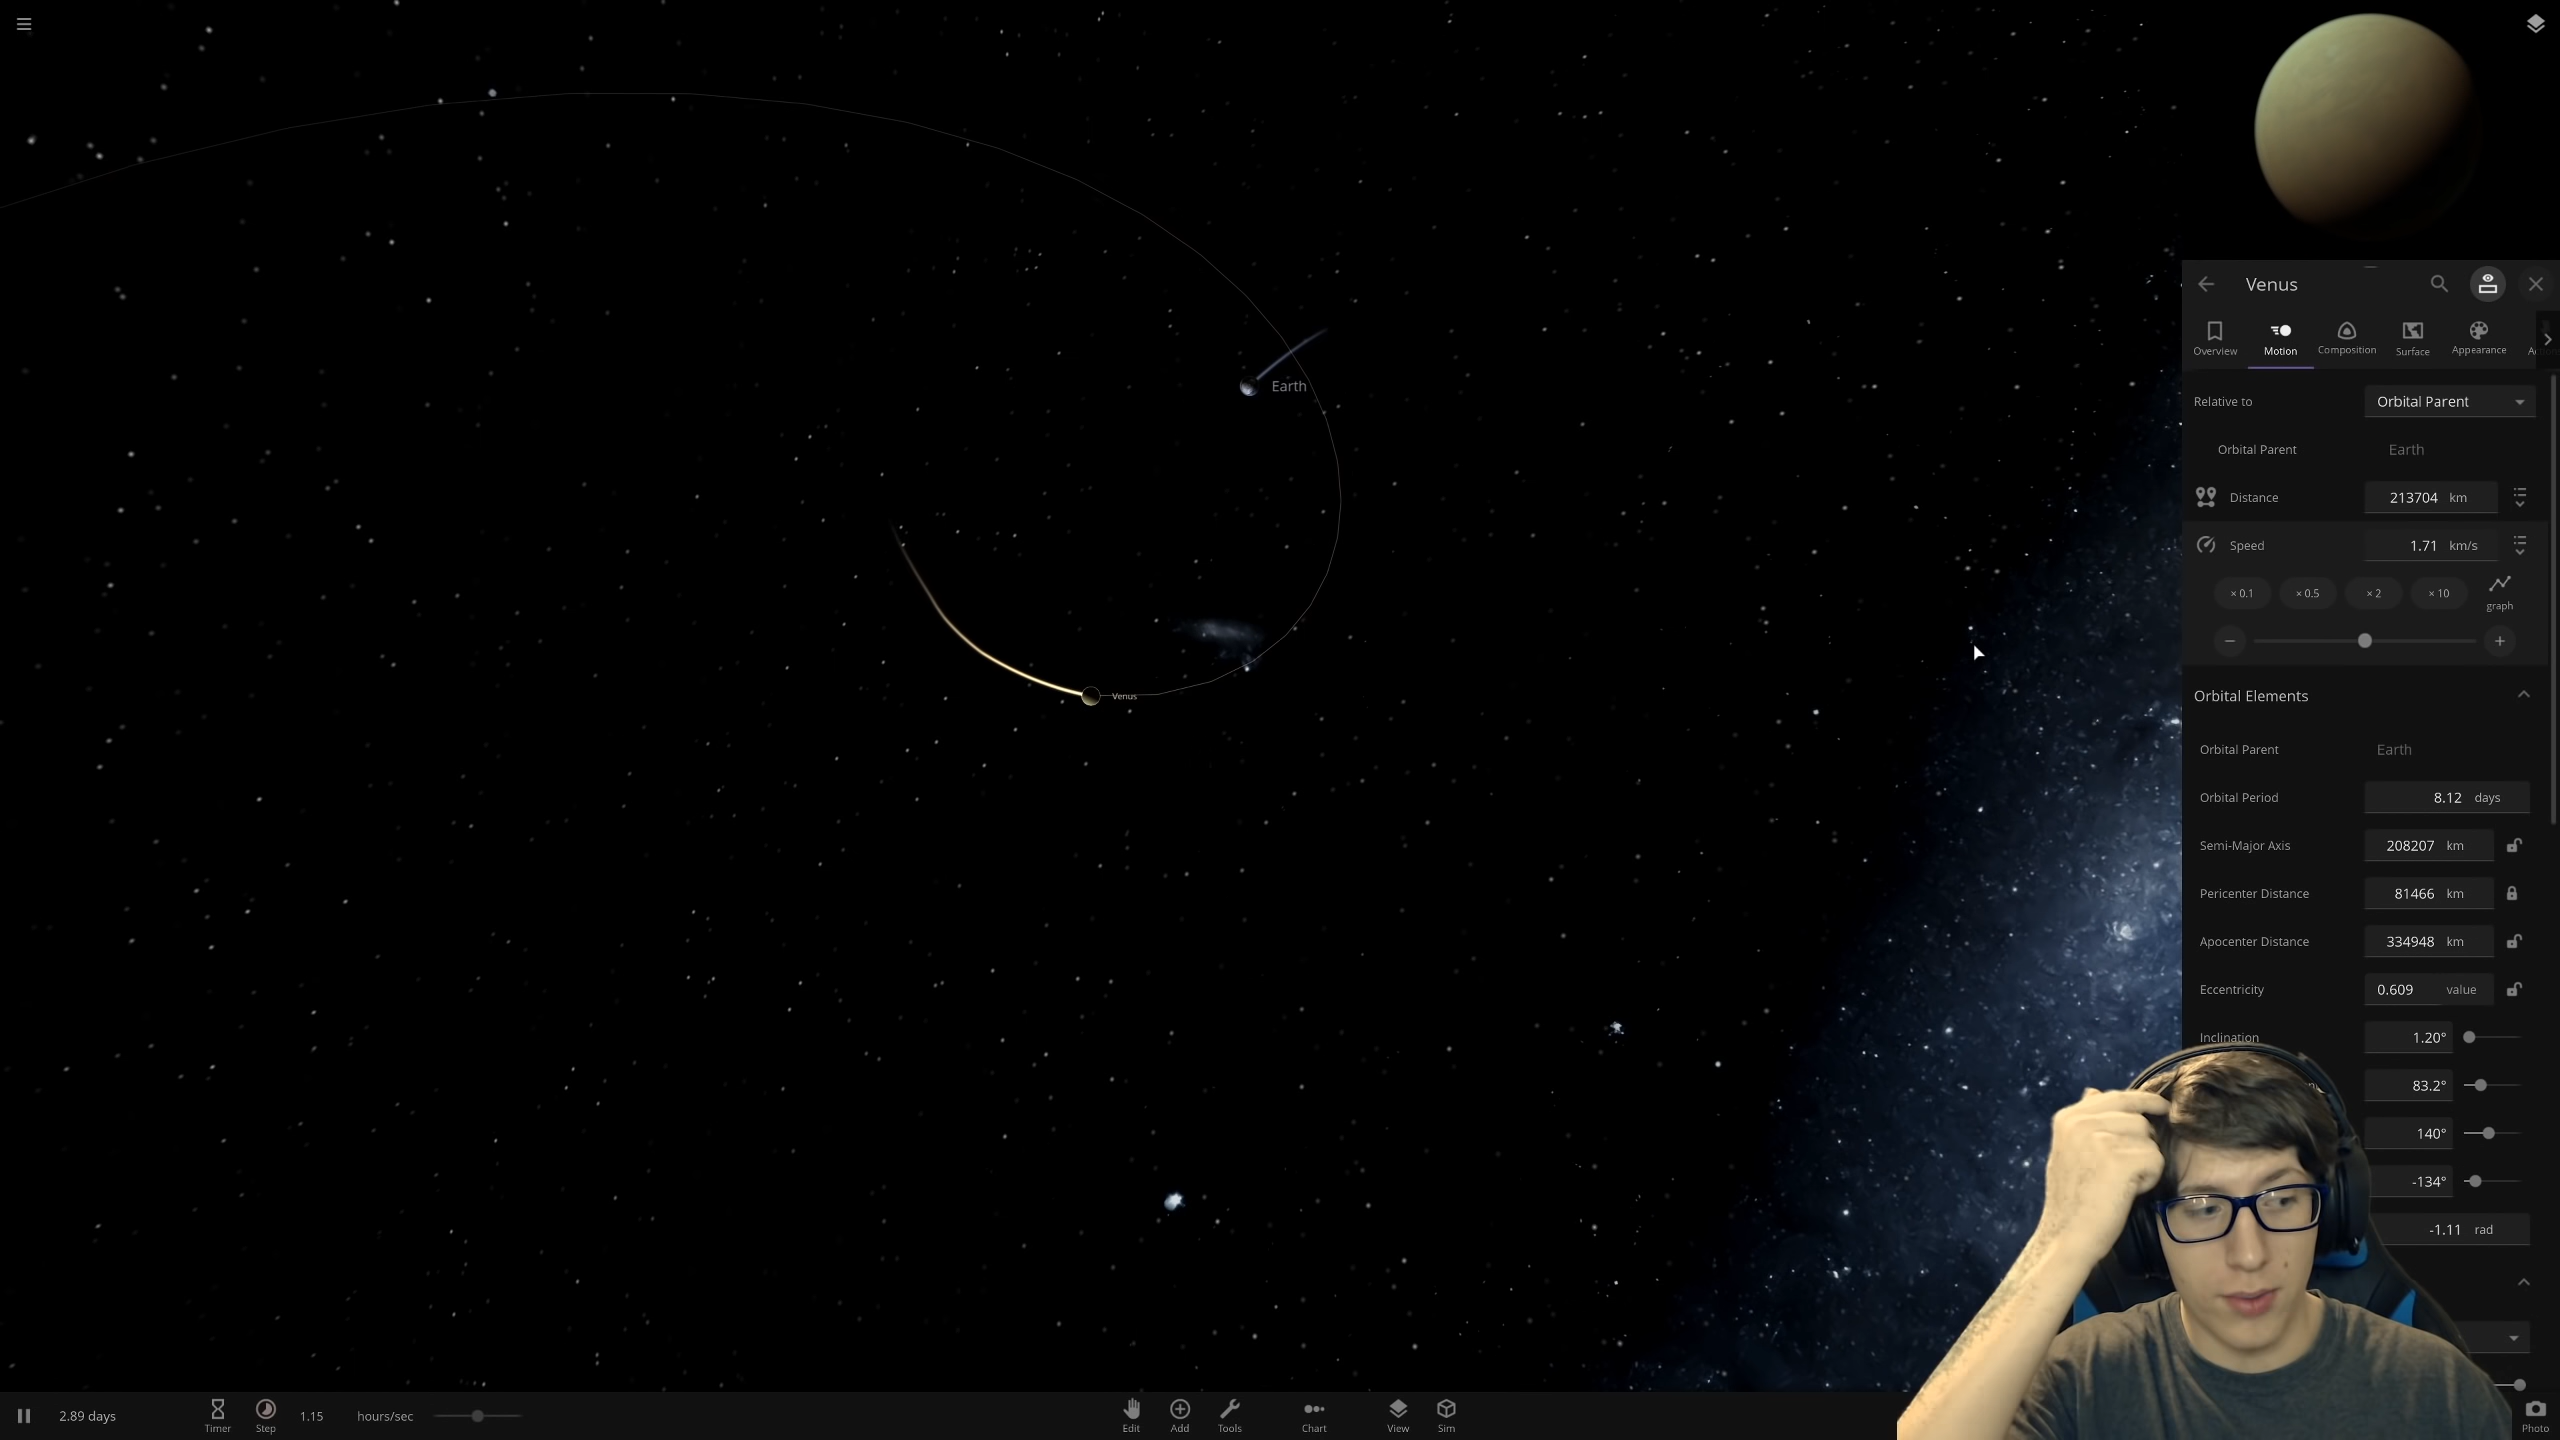 Earth
Venus
Venus
Overview
Motion
Composition
Surface
Appearance
Relative to
Orbital Parent
Orbital Parent
Earth
Distance
213704 km
Speed
1.71 km/s
× 0.1
× 0.5
× 2
× 10
graph
Orbital Elements
Orbital Parent
Earth
Orbital Period
8.12 days
Semi-Major Axis
208207 km
Pericenter Distance
81466 km
Apocenter Distance
334948 km
Eccentricity
0.609 value
Inclination
1.20°
83.2°
140°
-134°
-1.11 rad
2.89 days
Timer
Step
1.15 hours/sec
Edit
Add
Tools
Chart
View
Sim
Photo